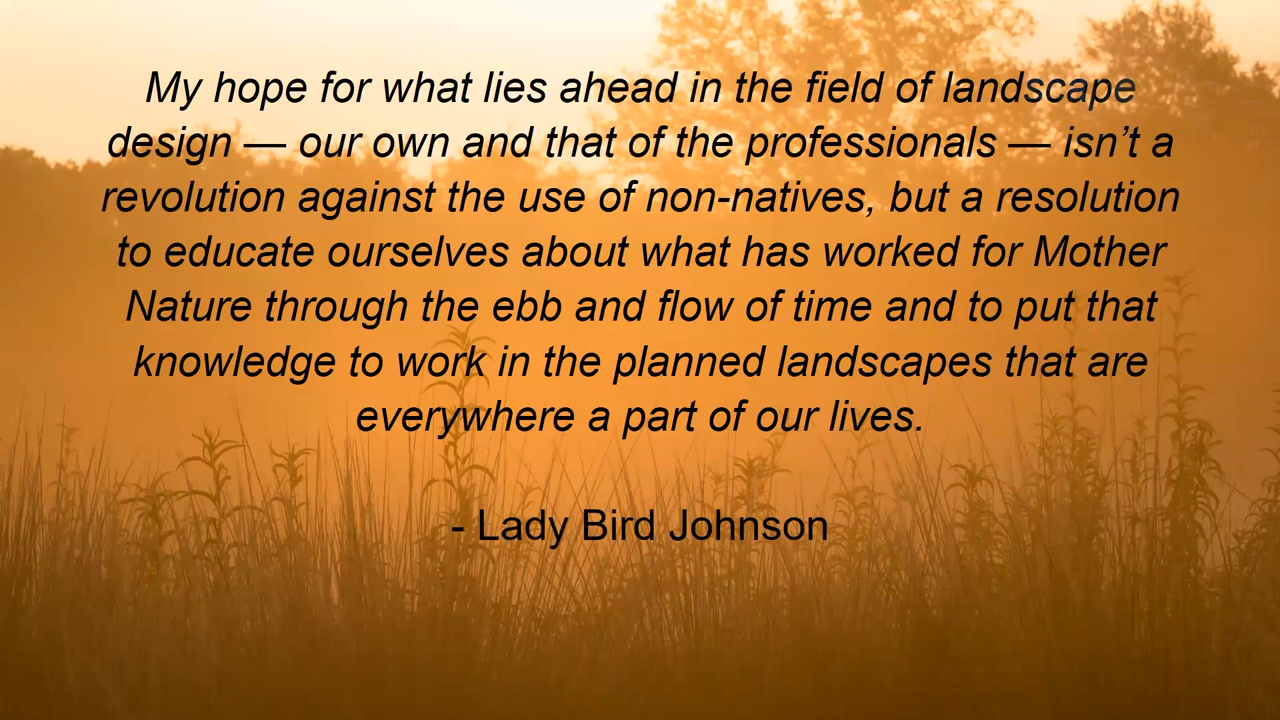 My hope for what lies ahead in the field of landscape
design — our own and that of the professionals — isn’t a
revolution against the use of non-natives, but a resolution
to educate ourselves about what has worked for Mother
Nature through the ebb and flow of time and to put that
knowledge to work in the planned landscapes that are
everywhere a part of our lives.
- Lady Bird Johnson